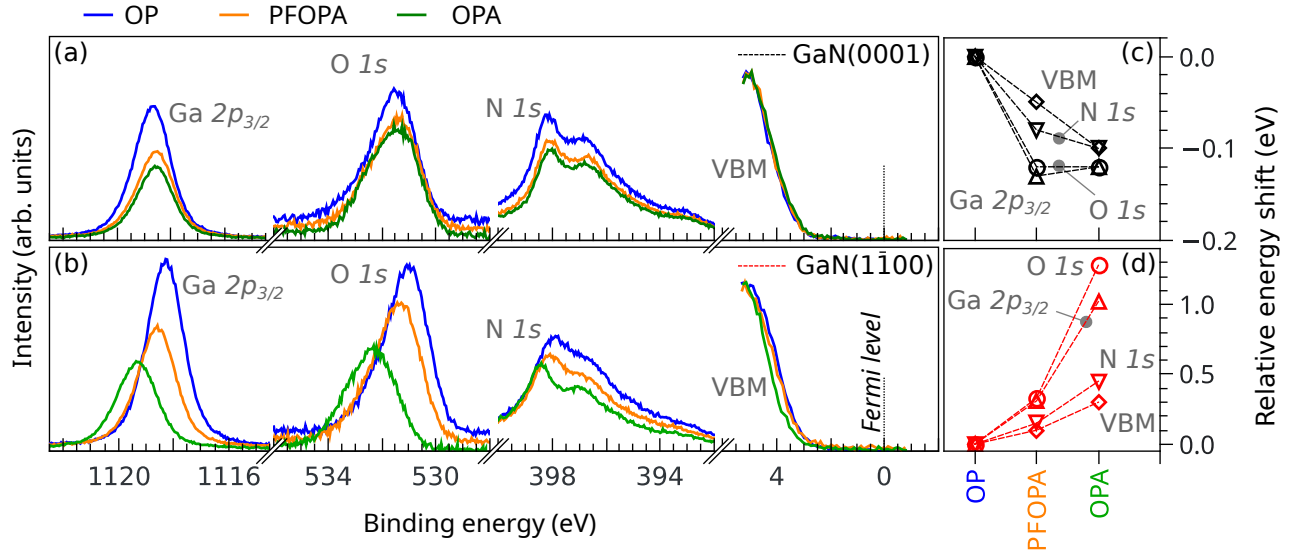 OP PFOPA OPA
(a) O 1s GaN(0001) (c) 0.0
Ga 2p3/2 N 1s VBM
VBM N 1s −0.1
Ga 2p3/2 O 1s
−0.2
Intensity (arb. units)
Relative energy shift (eV)
(b) Ga 2p3/2 O 1s GaN(11̄00) O 1s (d)
N 1s Ga 2p3/2 1.0
VBM Fermi level N 1s 0.5
VBM 0.0
1120 1116 534 530 398 394 4 0
OP PFOPA OPA
Binding energy (eV)